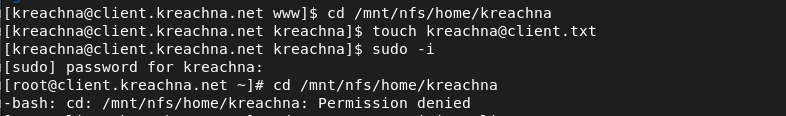 [kreachna@client.kreachna.net www]$ cd /mnt/nfs/home/kreachna
[kreachna@client.kreachna.net kreachna]$ touch kreachna@client.txt
[kreachna@client.kreachna.net kreachna]$ sudo -i
[sudo] password for kreachna:
[root@client.kreachna.net ~]# cd /mnt/nfs/home/kreachna
-bash: cd: /mnt/nfs/home/kreachna: Permission denied